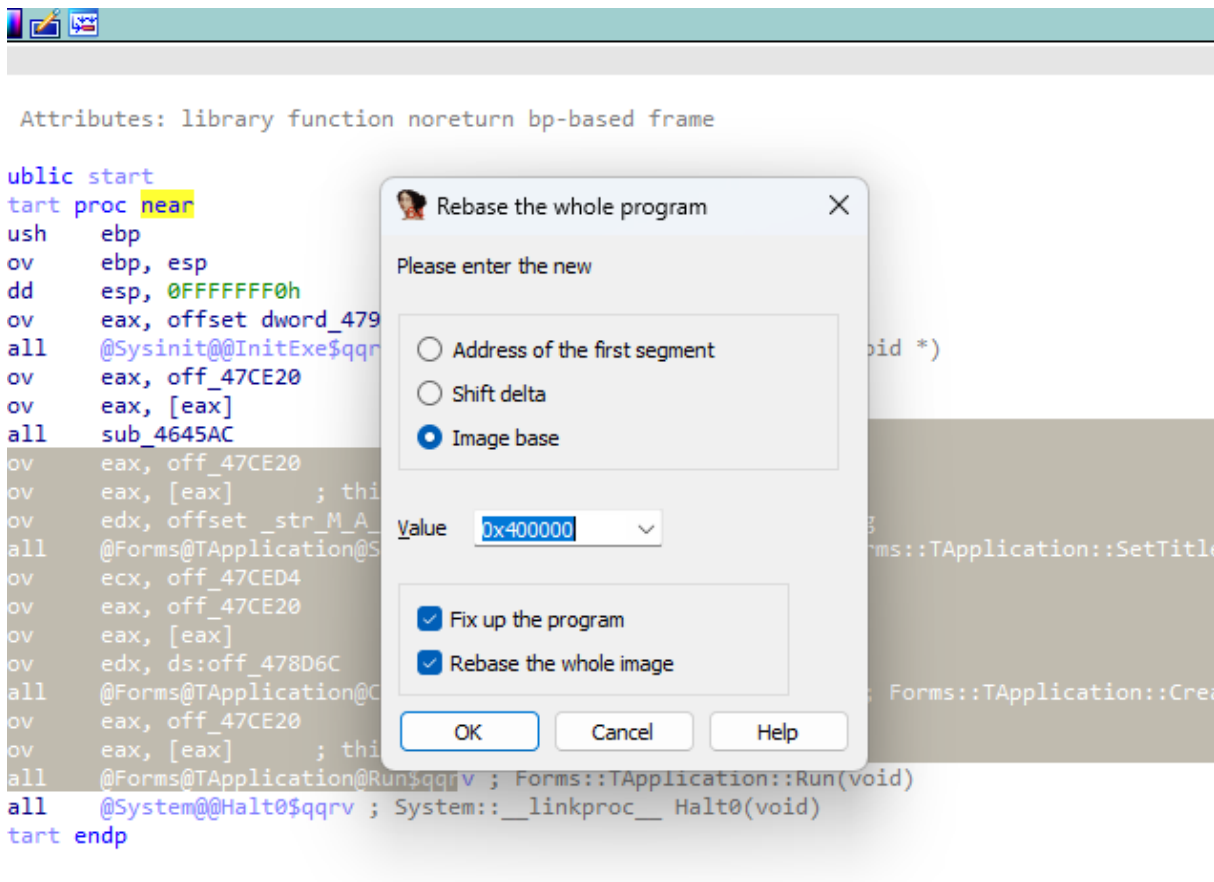 Attributes: library function noreturn bp-based frame
ublic start
tart proc near
ush ebp
ov ebp, esp
dd esp, 0FFFFFFF0h
ov eax, offset dword_479
all @Sysinit@@InitExe$qqr oid *)
ov eax, off_47CE20
ov eax, [eax]
all sub_4645AC
ov eax, off_47CE20
ov eax, [eax] ; thi
ov edx, offset _str_M_A_ g
all @Forms@TApplication@S rms::TApplication::SetTitle
ov ecx, off_47CED4
ov eax, off_47CE20
ov eax, [eax]
ov edx, ds:off_478D6C
all @Forms@TApplication@C ; Forms::TApplication::Crea
ov eax, off_47CE20
ov eax, [eax] ; thi
all @Forms@TApplication@Run$qqrv ; Forms::TApplication::Run(void)
all @System@@Halt0$qqrv ; System::__linkproc__ Halt0(void)
tart endp
Rebase the whole program
Please enter the new
Address of the first segment
Shift delta
Image base
Value 0x400000
Fix up the program
Rebase the whole image
OK Cancel Help